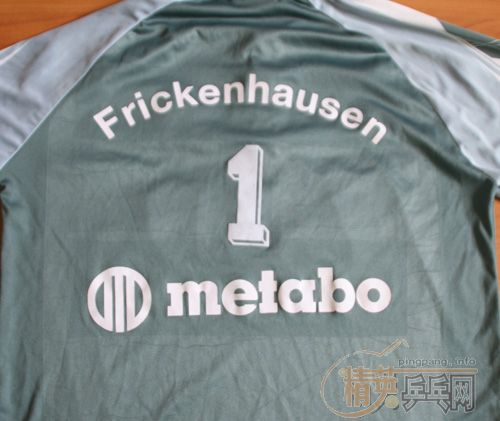 Frickenhausen
1
metabo
pingpang.info
精英乒乓网